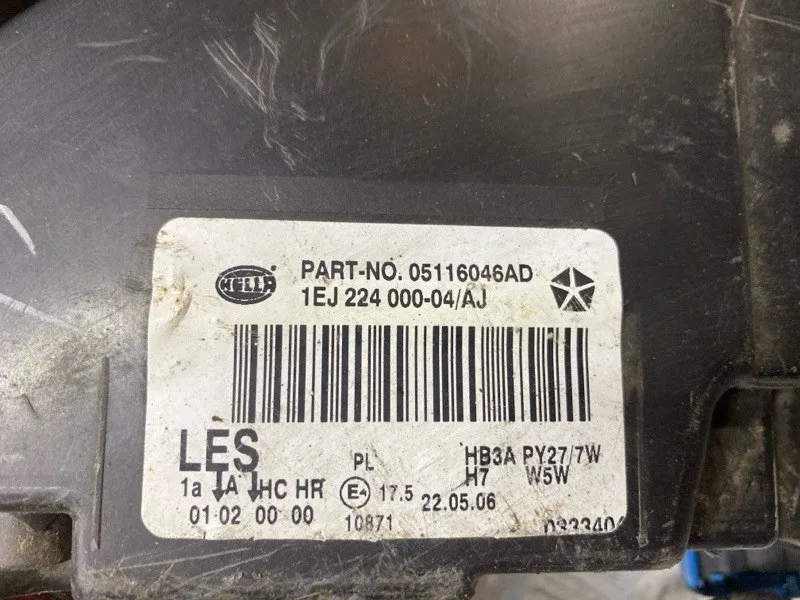 HELLA
PART-NO. 05116046AD
1EJ 224 000-04/AJ
LES
PL
HB3A PY27/7W
H7 W5W
1a A HC HR
E4
17.5
22.05.06
01 02 00 00
10871